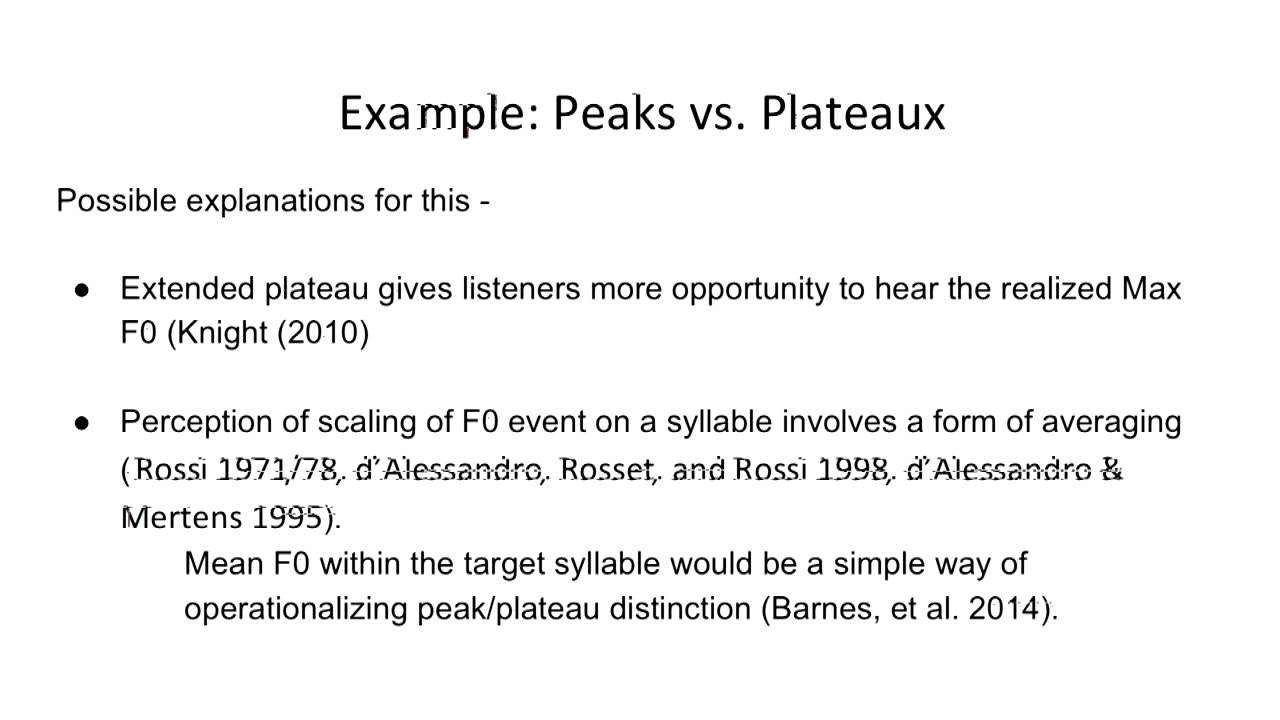 Example: Peaks vs. Plateaux
Possible explanations for this -
● Extended plateau gives listeners more opportunity to hear the realized Max
F0 (Knight (2010)
● Perception of scaling of F0 event on a syllable involves a form of averaging
(Rossi 1971/78, d’Alessandro, Rosset, and Rossi 1998, d’Alessandro &
Mertens 1995).
Mean F0 within the target syllable would be a simple way of
operationalizing peak/plateau distinction (Barnes, et al. 2014).